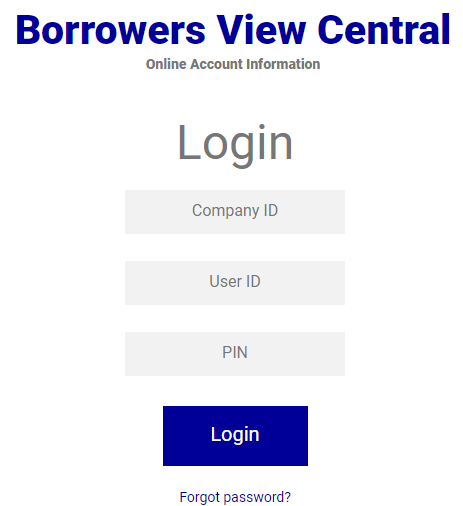 Borrowers View Central
Online Account Information
Login
Company ID
User ID
PIN
Login
Forgot password?